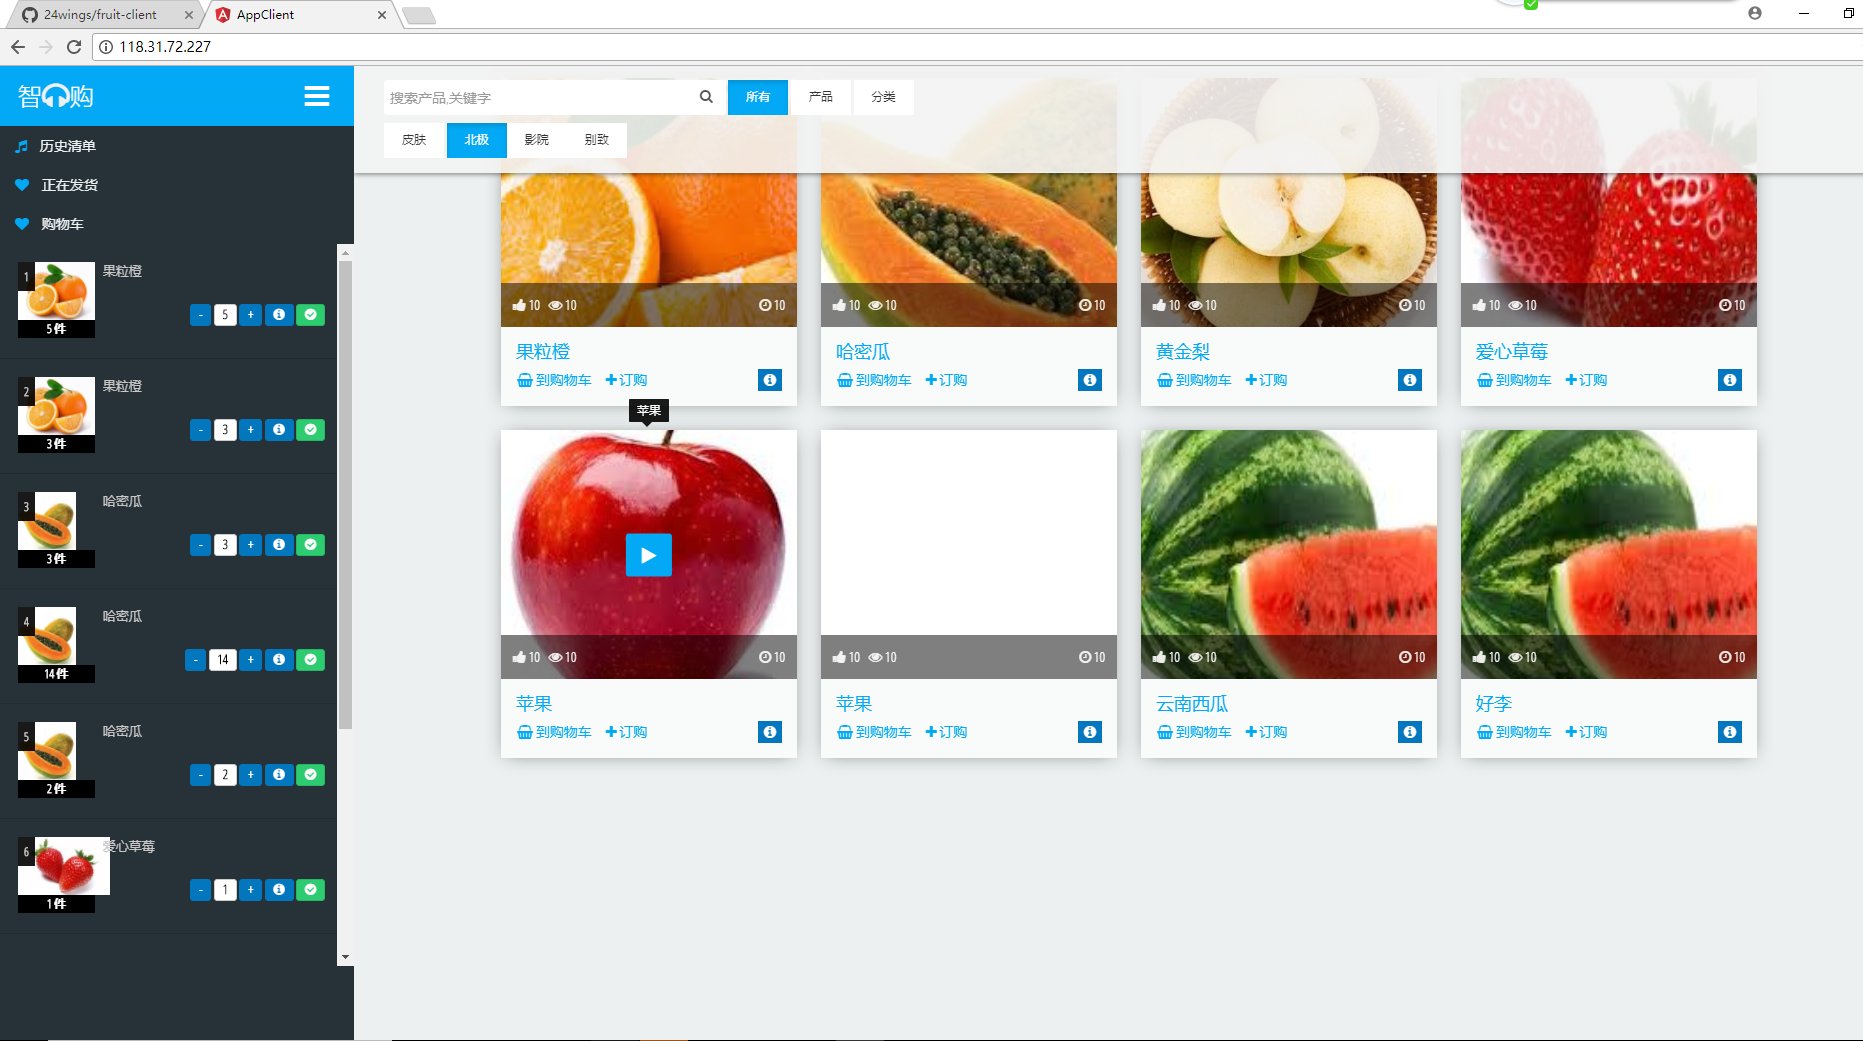 24wings/fruit-client
AppClient
118.31.72.227
智 购
搜索产品,关键字
所有
产品
分类
皮肤
北极
影院
别致
历史清单
正在发货
购物车
1
果粒橙
- 5 +
5 件
2
果粒橙
- 3 +
3 件
3
哈密瓜
- 3 +
3 件
4
哈密瓜
- 14 +
14 件
5
哈密瓜
- 2 +
2 件
6
爱心草莓
- 1 +
1 件
10 10 10
果粒橙
到购物车 +订购
10 10 10
哈密瓜
到购物车 +订购
10 10 10
黄金梨
到购物车 +订购
10 10 10
爱心草莓
到购物车 +订购
苹果
10 10 10
苹果
到购物车 +订购
10 10 10
苹果
到购物车 +订购
10 10 10
云南西瓜
到购物车 +订购
10 10 10
好李
到购物车 +订购